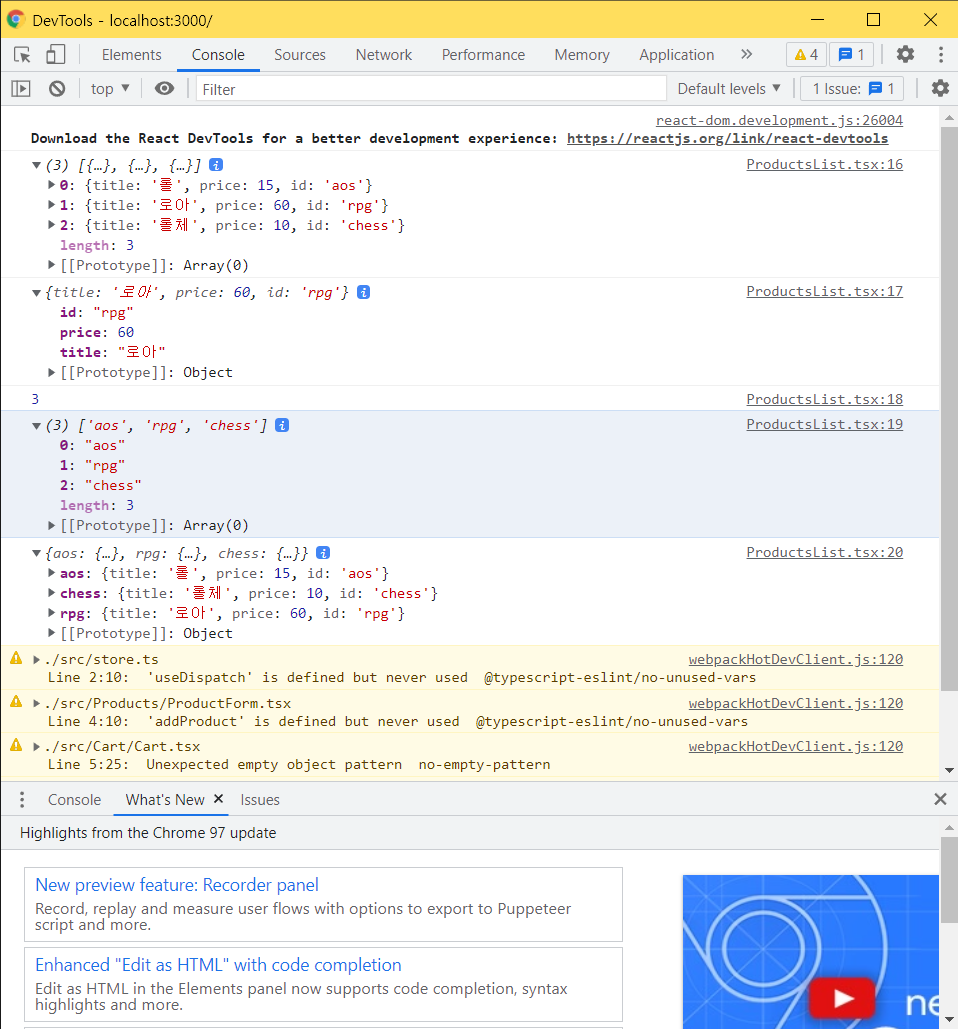 DevTools - localhost:3000/
Elements Console Sources Network Performance Memory Application » 4 1
top ▼ Filter Default levels ▼ 1 Issue: 1
react-dom.development.js:26004
Download the React DevTools for a better development experience: https://reactjs.org/link/react-devtools
▼(3) [{…}, {…}, {…}] i ProductsList.tsx:16
▶0: {title: '롤', price: 15, id: 'aos'}
▶1: {title: '로아', price: 60, id: 'rpg'}
▶2: {title: '롤체', price: 10, id: 'chess'}
length: 3
▶[[Prototype]]: Array(0)
▼{title: '로아', price: 60, id: 'rpg'} i ProductsList.tsx:17
id: "rpg"
price: 60
title: "로아"
▶[[Prototype]]: Object
3 ProductsList.tsx:18
▼(3) ['aos', 'rpg', 'chess'] i ProductsList.tsx:19
0: "aos"
1: "rpg"
2: "chess"
length: 3
▶[[Prototype]]: Array(0)
▼{aos: {…}, rpg: {…}, chess: {…}} i ProductsList.tsx:20
▶aos: {title: '롤', price: 15, id: 'aos'}
▶chess: {title: '롤체', price: 10, id: 'chess'}
▶rpg: {title: '로아', price: 60, id: 'rpg'}
▶[[Prototype]]: Object
▶./src/store.ts webpackHotDevClient.js:120
Line 2:10: 'useDispatch' is defined but never used @typescript-eslint/no-unused-vars
▶./src/Products/ProductForm.tsx webpackHotDevClient.js:120
Line 4:10: 'addProduct' is defined but never used @typescript-eslint/no-unused-vars
▶./src/Cart/Cart.tsx webpackHotDevClient.js:120
Line 5:25: Unexpected empty object pattern no-empty-pattern
Console What's New × Issues
Highlights from the Chrome 97 update
New preview feature: Recorder panel
Record, replay and measure user flows with options to export to Puppeteer
script and more.
Enhanced "Edit as HTML" with code completion
Edit as HTML in the Elements panel now supports code completion, syntax
highlights and more.
ne